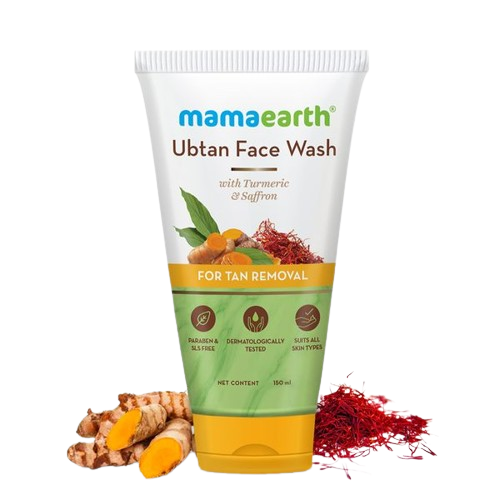 mamaearth®
Ubtan Face Wash
with Turmeric
& Saffron
FOR TAN REMOVAL
PARABEN &
SLS FREE
DERMATOLOGICALLY
TESTED
SUITS ALL
SKIN TYPES
NET CONTENT 150 ml